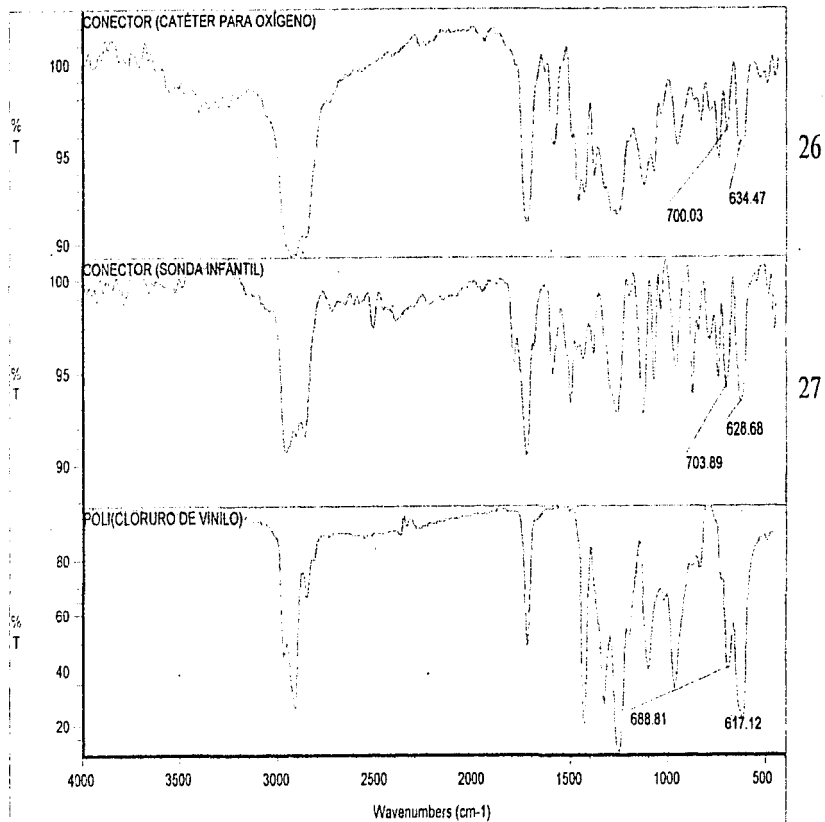 CONECTOR (CATÉTER PARA OXÍGENO)
100
%
T
95
90
26
700.03
634.47
CONECTOR (SONDA INFANTIL)
100
%
T
95
90
27
703.89
628.68
POLI(CLORURO DE VINILO)
80
60
%
T
40
20
688.81
617.12
4000 3500 3000 2500 2000 1500 1000 500
Wavenumbers (cm-1)